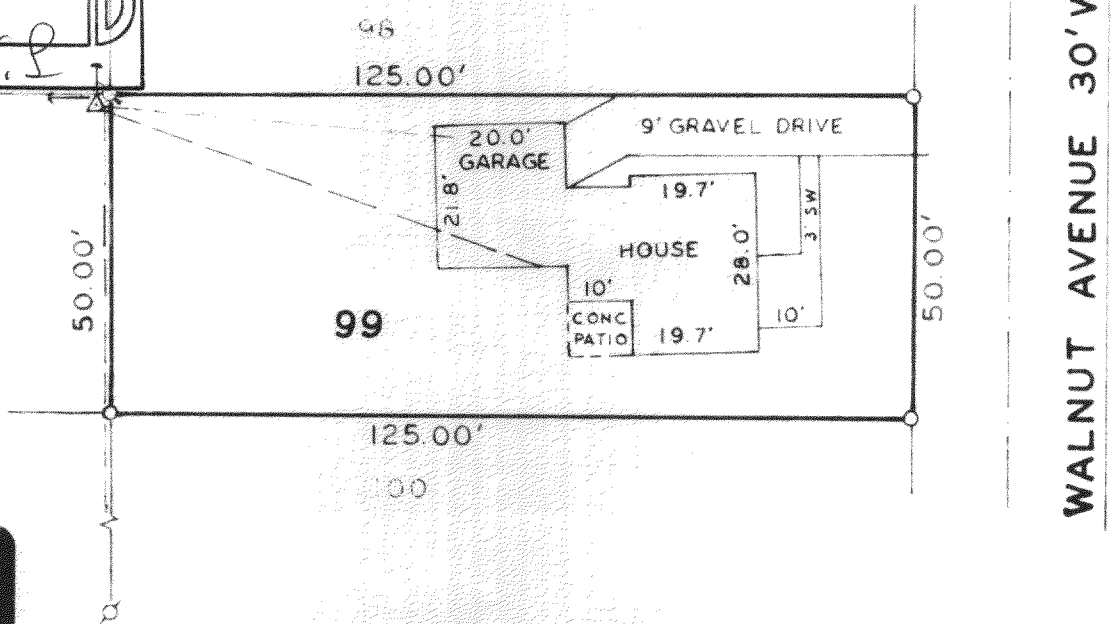 98
125.00'
20.0'
GARAGE
21.8'
9' GRAVEL DRIVE
19.7'
3' SW
HOUSE
28.0'
10'
CONC
PATIO
19.7'
10'
50.00'
99
50.00'
125.00'
WALNUT AVENUE 30'